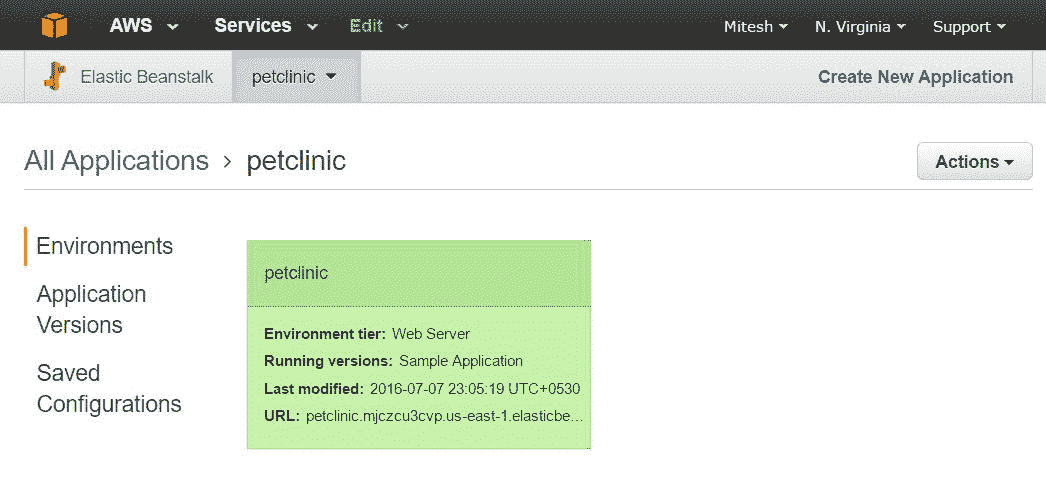 AWS Services Edit Mitesh N. Virginia Support
Elastic Beanstalk petclinic Create New Application
All Applications › petclinic Actions
Environments
Application
Versions
Saved
Configurations
petclinic
Environment tier: Web Server
Running versions: Sample Application
Last modified: 2016-07-07 23:05:19 UTC+0530
URL: petclinic.mjczcu3cvp.us-east-1.elasticbe...